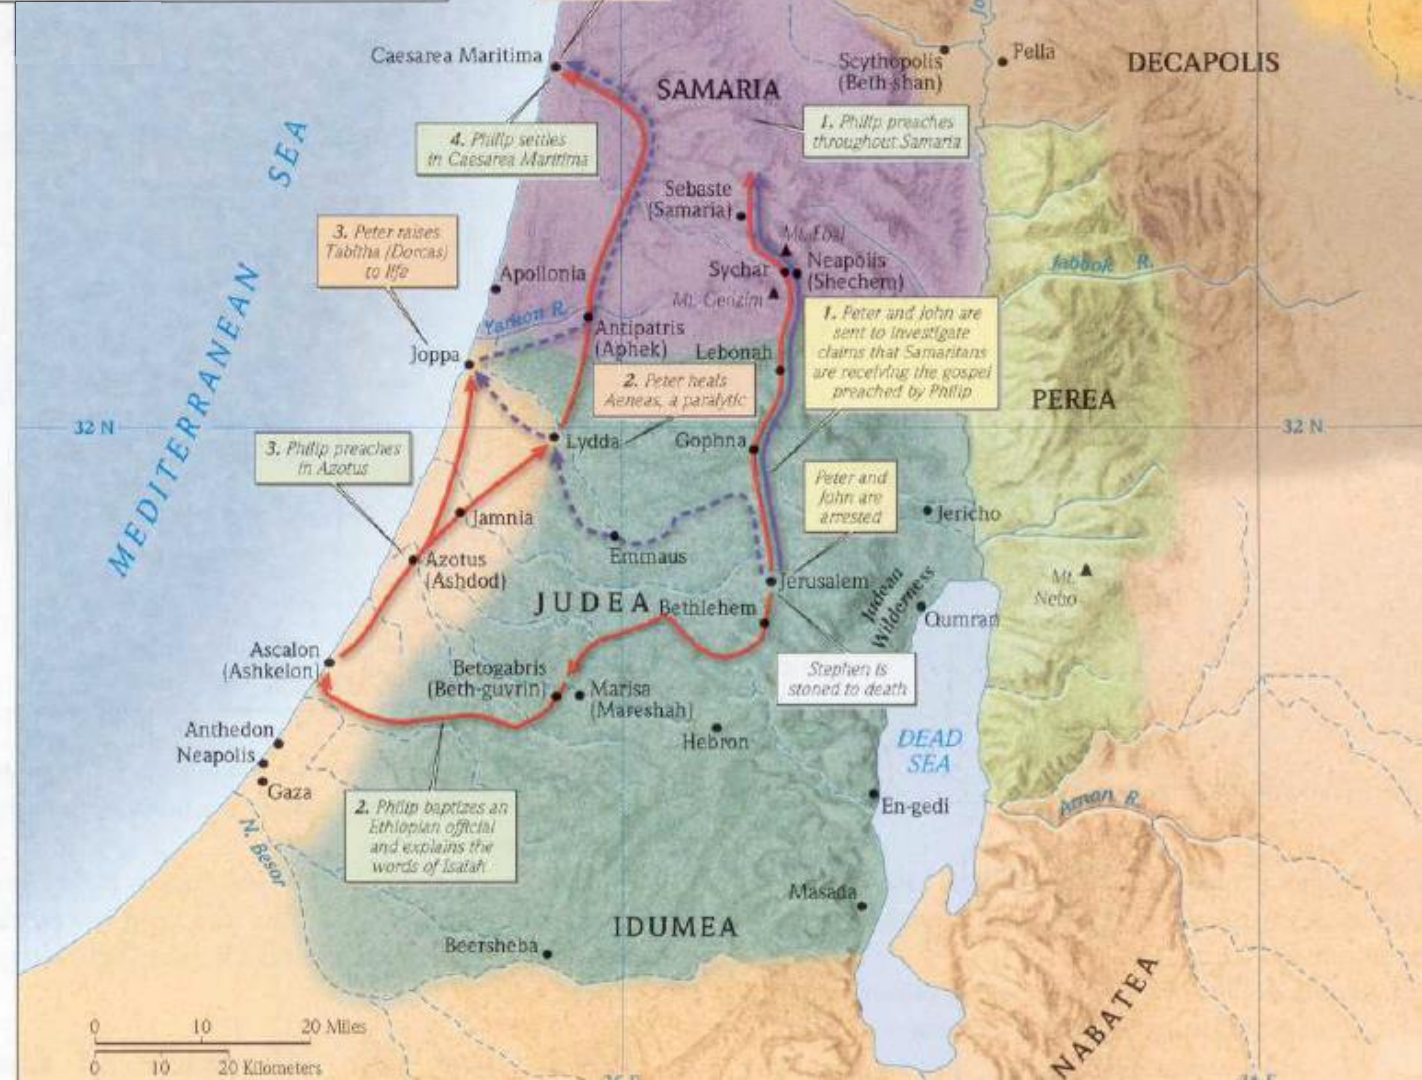 Caesarea Maritima
SAMARIA
Scythopolis
(Beth-shan)
Pella
DECAPOLIS
1. Philip preaches
throughout Samaria
4. Philip settles
in Caesarea Maritima
SEA
Sebaste
(Samaria)
3. Peter raises
Tabitha (Dorcas)
to life
Mt. Ebal
Apollonia
Sychar
Neapolis
(Shechem)
Jabbok R.
Mt. Gerizim
Yarkon R.
Antipatris
(Aphek)
1. Peter and John are
sent to investigate
claims that Samaritans
are receiving the gospel
preached by Philip
Joppa
Lebonah
2. Peter heals
Aeneas, a paralytic
PEREA
MEDITERRANEAN
32 N
32 N
Lydda
Gophna
3. Philip preaches
in Azotus
Peter and
John are
arrested
Jamnia
Jericho
Emmaus
Azotus
(Ashdod)
Jerusalem
Mt.
Nebo
JUDEA
Bethlehem
Judean
Wilderness
Qumran
Ascalon
(Ashkelon)
Betogabris
(Beth-guvrin)
Marisa
(Mareshah)
Stephen is
stoned to death
Hebron
Anthedon
Neapolis
Gaza
DEAD
SEA
2. Philip baptizes an
Ethiopian official
and explains the
words of Isaiah
En-gedi
Arnon R.
N. Besor
Masada
IDUMEA
Beersheba
NABATEA
0 10 20 Miles
0 10 20 Kilometers